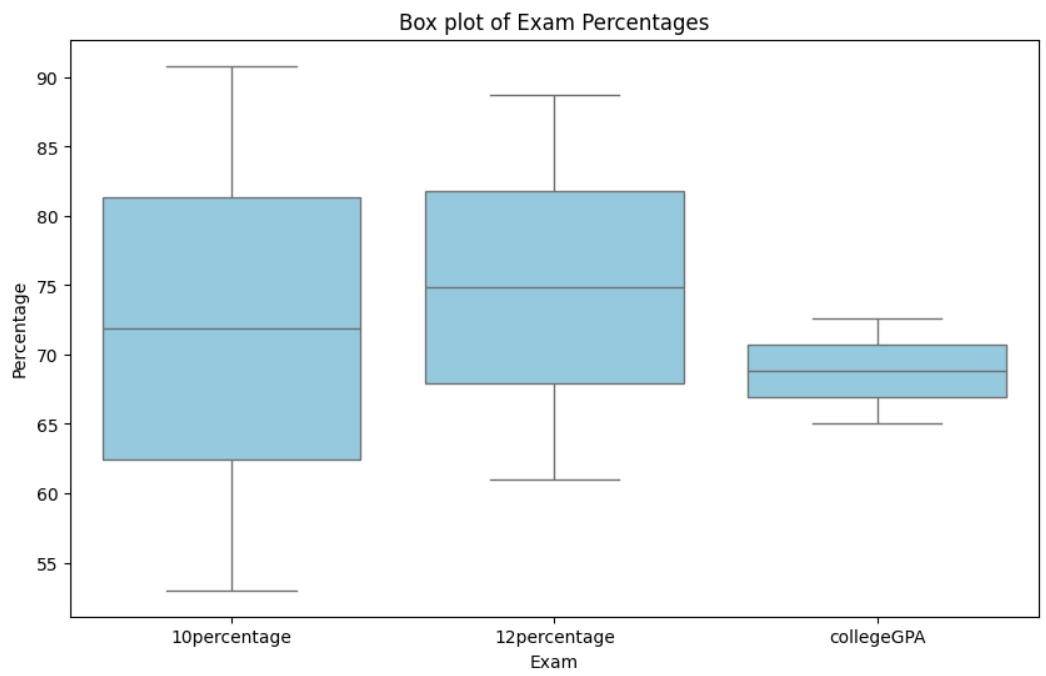 Box plot of Exam Percentages
90
85
80
75
70
65
60
55
Percentage
10percentage
12percentage
collegeGPA
Exam